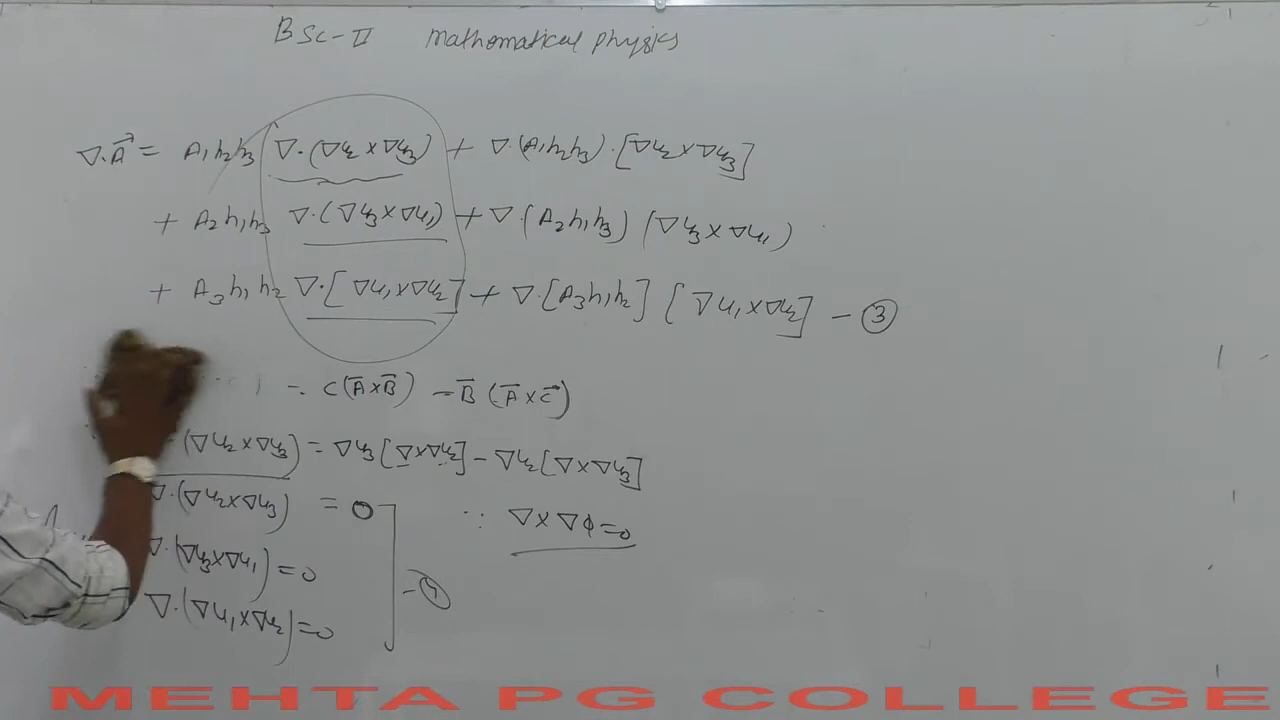 BSc-II Mathematical physics
∇.A⃗ = A₁h₂h₃ ∇.(∇u₂ x ∇u₃) + ∇.(A₁h₂h₃).[∇u₂ x ∇u₃]
+ A₂h₁h₃ ∇.(∇u₃ x ∇u₁) + ∇.(A₂h₁h₃) (∇u₃ x ∇u₁)
+ A₃h₁h₂ ∇.[∇u₁ x ∇u₂] + ∇.[A₃h₁h₂] [∇u₁ x ∇u₂] - ③
C(A̅ x B̅) - B̅ (A̅ x C⃗)
(∇u₂ x ∇u₃) = ∇u₃[∇x∇u₂] - ∇u₂[∇x∇u₃]
∇.(∇u₂ x ∇u₃) = 0 ∵ ∇ x ∇φ = 0
∇.(∇u₃ x ∇u₁) = 0
- ④
∇.(∇u₁ x ∇u₂) = 0
MEHTA PG COLLEGE